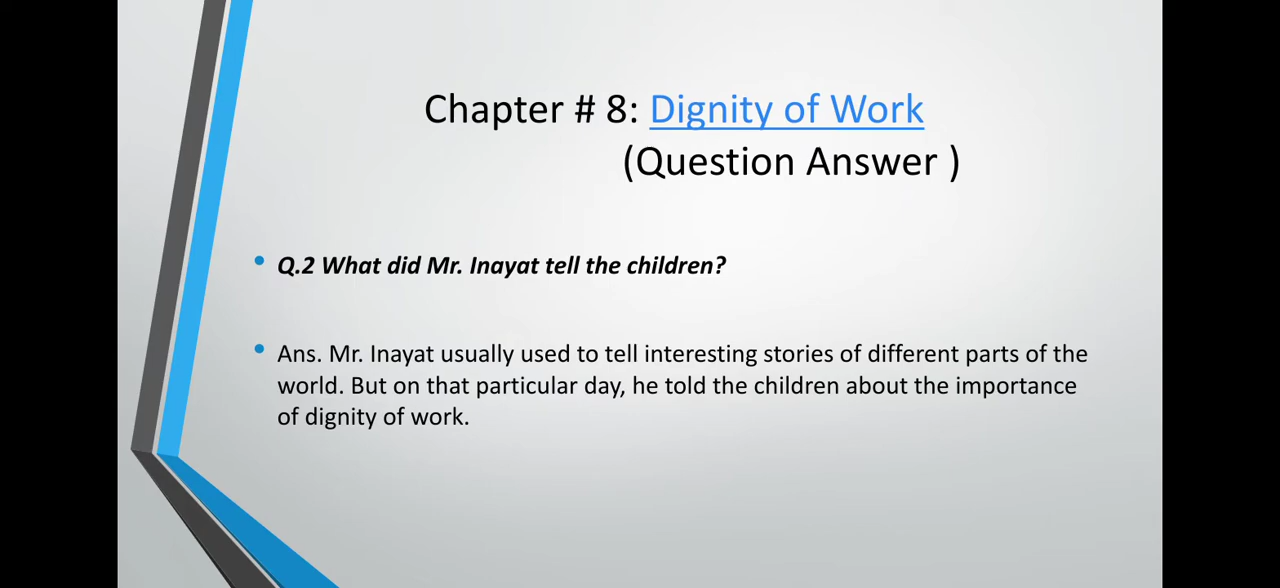 Chapter # 8: Dignity of Work
(Question Answer )
• Q.2 What did Mr. Inayat tell the children?
• Ans. Mr. Inayat usually used to tell interesting stories of different parts of the
world. But on that particular day, he told the children about the importance
of dignity of work.